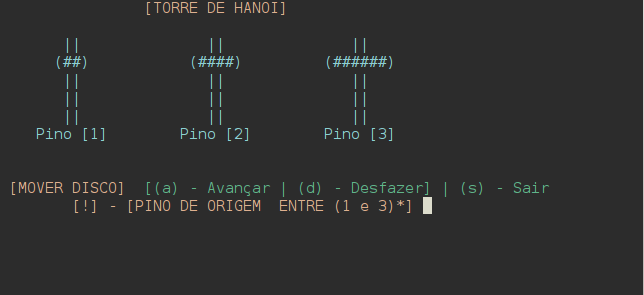 [TORRE DE HANOI]
|| || ||
(##) (####) (######)
|| || ||
|| || ||
|| || ||
Pino [1] Pino [2] Pino [3]
[MOVER DISCO] [(a) - Avançar | (d) - Desfazer] | (s) - Sair
[!] - [PINO DE ORIGEM ENTRE (1 e 3)*]